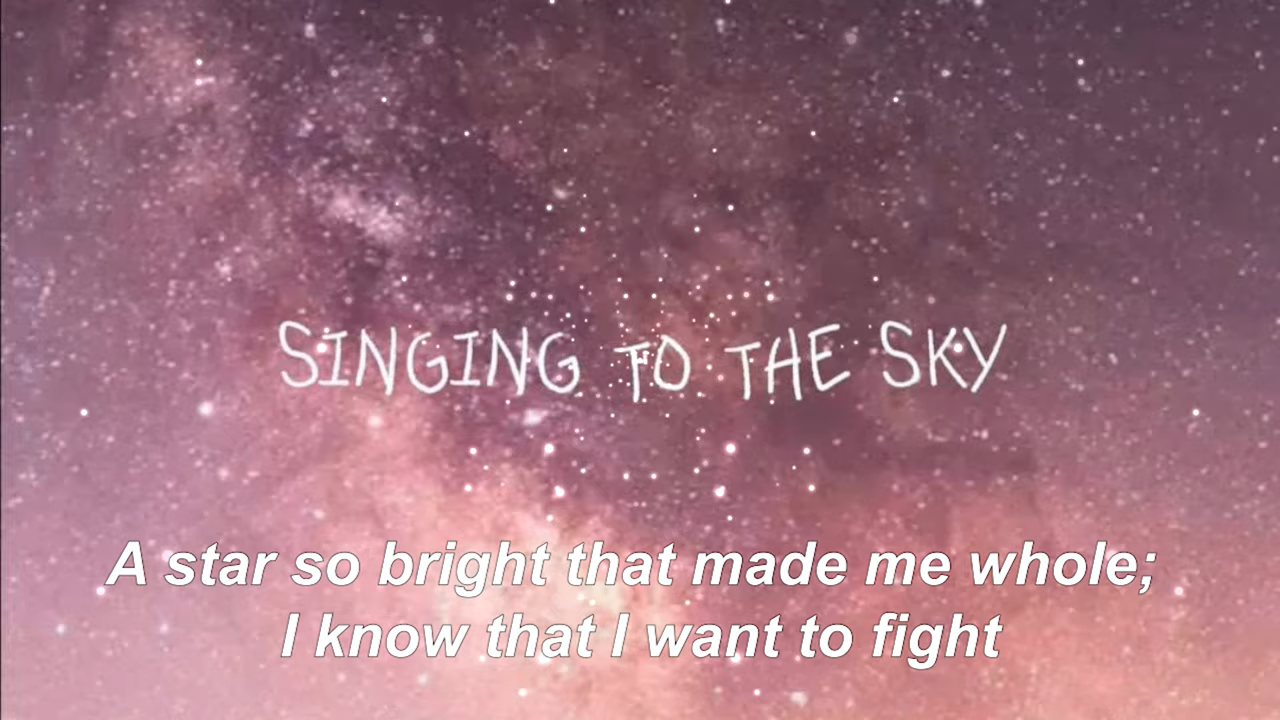 SINGING TO THE SKY
A star so bright that made me whole;
I know that I want to fight